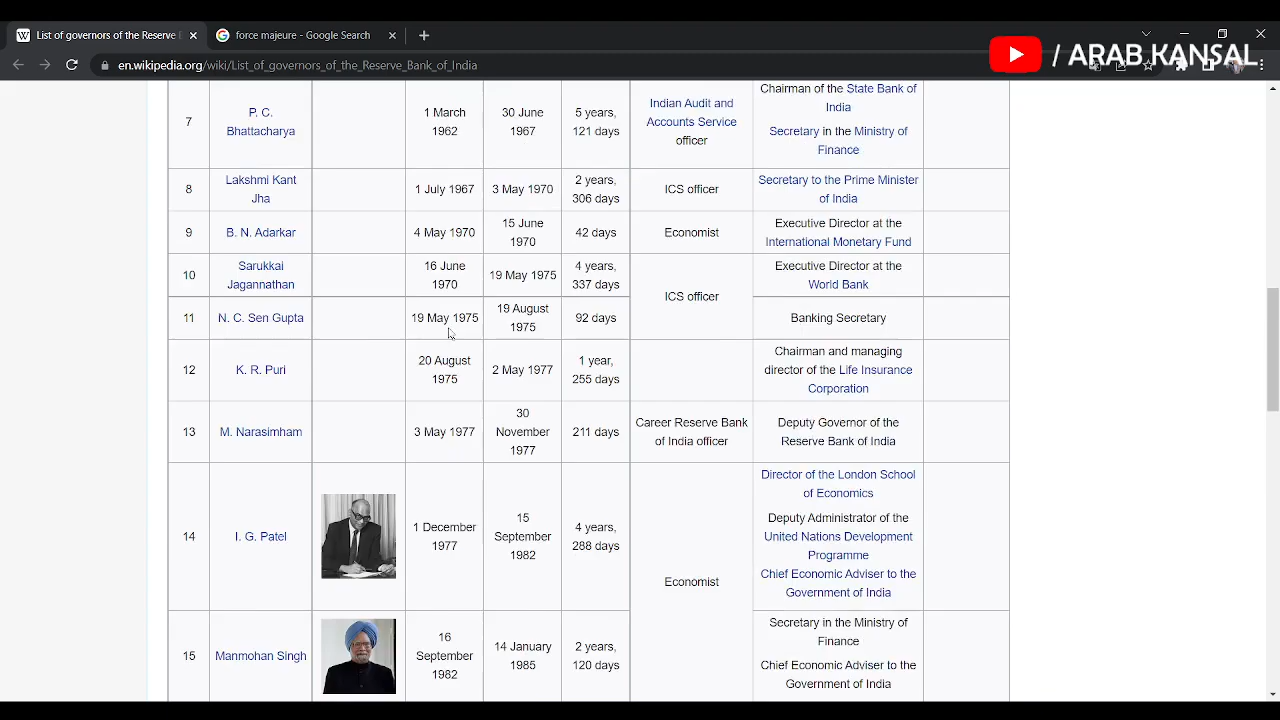 List of governors of the Reserve
force majeure - Google Search
/ ARAB KANSAL
en.wikipedia.org/wiki/List_of_governors_of_the_Reserve_Bank_of_India
7
P. C.
Bhattacharya
1 March
1962
30 June
1967
5 years,
121 days
Indian Audit and
Accounts Service
officer
Chairman of the State Bank of
India
Secretary in the Ministry of
Finance
8
Lakshmi Kant
Jha
1 July 1967
3 May 1970
2 years,
306 days
ICS officer
Secretary to the Prime Minister
of India
9
B. N. Adarkar
4 May 1970
15 June
1970
42 days
Economist
Executive Director at the
International Monetary Fund
10
Sarukkai
Jagannathan
16 June
1970
19 May 1975
4 years,
337 days
ICS officer
Executive Director at the
World Bank
11
N. C. Sen Gupta
19 May 1975
19 August
1975
92 days
Banking Secretary
12
K. R. Puri
20 August
1975
2 May 1977
1 year,
255 days
Chairman and managing
director of the Life Insurance
Corporation
13
M. Narasimham
3 May 1977
30
November
1977
211 days
Career Reserve Bank
of India officer
Deputy Governor of the
Reserve Bank of India
14
I. G. Patel
1 December
1977
15
September
1982
4 years,
288 days
Economist
Director of the London School
of Economics
Deputy Administrator of the
United Nations Development
Programme
Chief Economic Adviser to the
Government of India
15
Manmohan Singh
16
September
1982
14 January
1985
2 years,
120 days
Secretary in the Ministry of
Finance
Chief Economic Adviser to the
Government of India